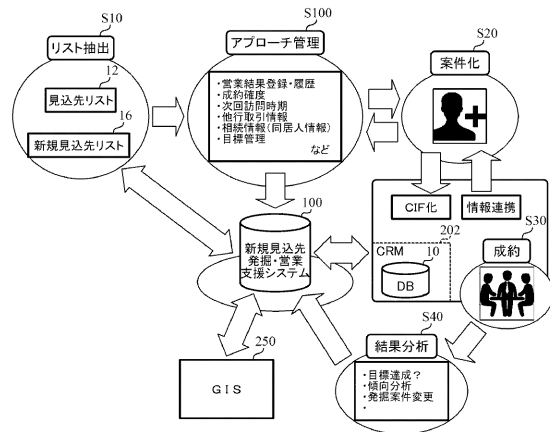 S10
リスト抽出
12
見込先リスト
16
新規見込先リスト
S100
アプローチ管理
・営業結果登録・履歴
・成約確度
・次回訪問時期
・他行取引情報
・相続情報(同居人情報)
・目標管理
など
S20
案件化
CIF化
情報連携
202
CRM
10
DB
S30
成約
100
新規見込先
発掘・営業
支援システム
S40
結果分析
・目標達成？
・傾向分析
・発掘案件変更
・
250
GIS